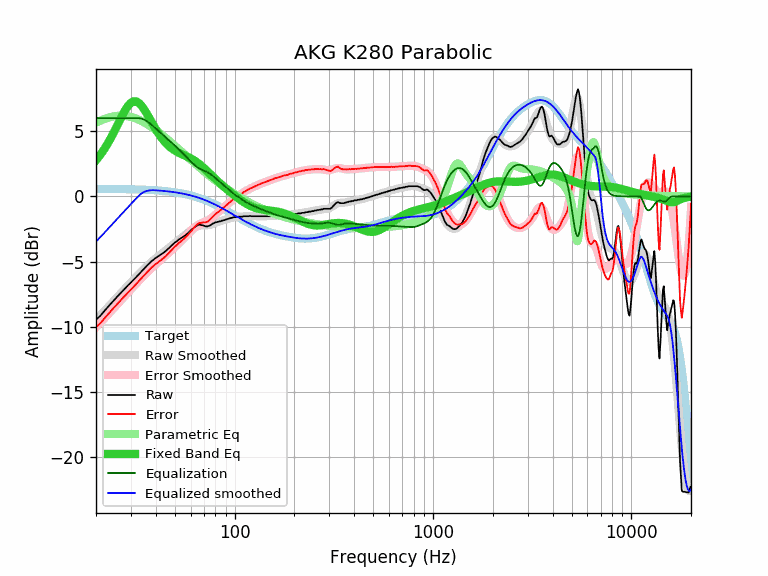 AKG K280 Parabolic
Amplitude (dBr)
5
0
−5
−10
−15
−20
Target
Raw Smoothed
Error Smoothed
Raw
Error
Parametric Eq
Fixed Band Eq
Equalization
Equalized smoothed
100
1000
10000
Frequency (Hz)